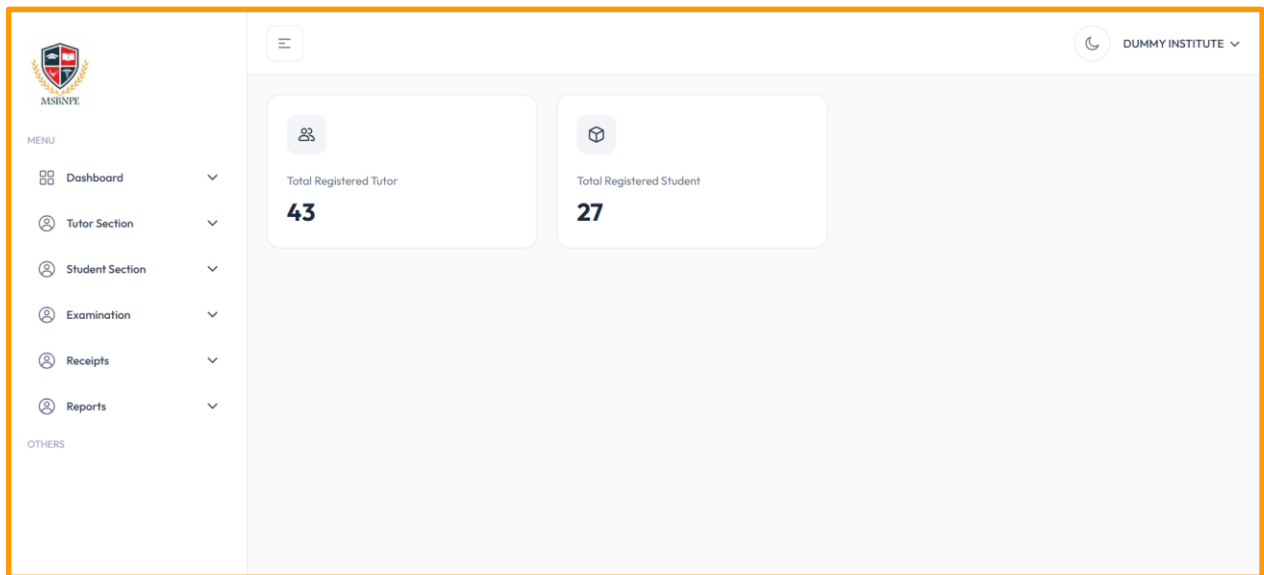 MSBNPE
DUMMY INSTITUTE
MENU
Dashboard
Tutor Section
Student Section
Examination
Receipts
Reports
OTHERS
Total Registered Tutor
43
Total Registered Student
27